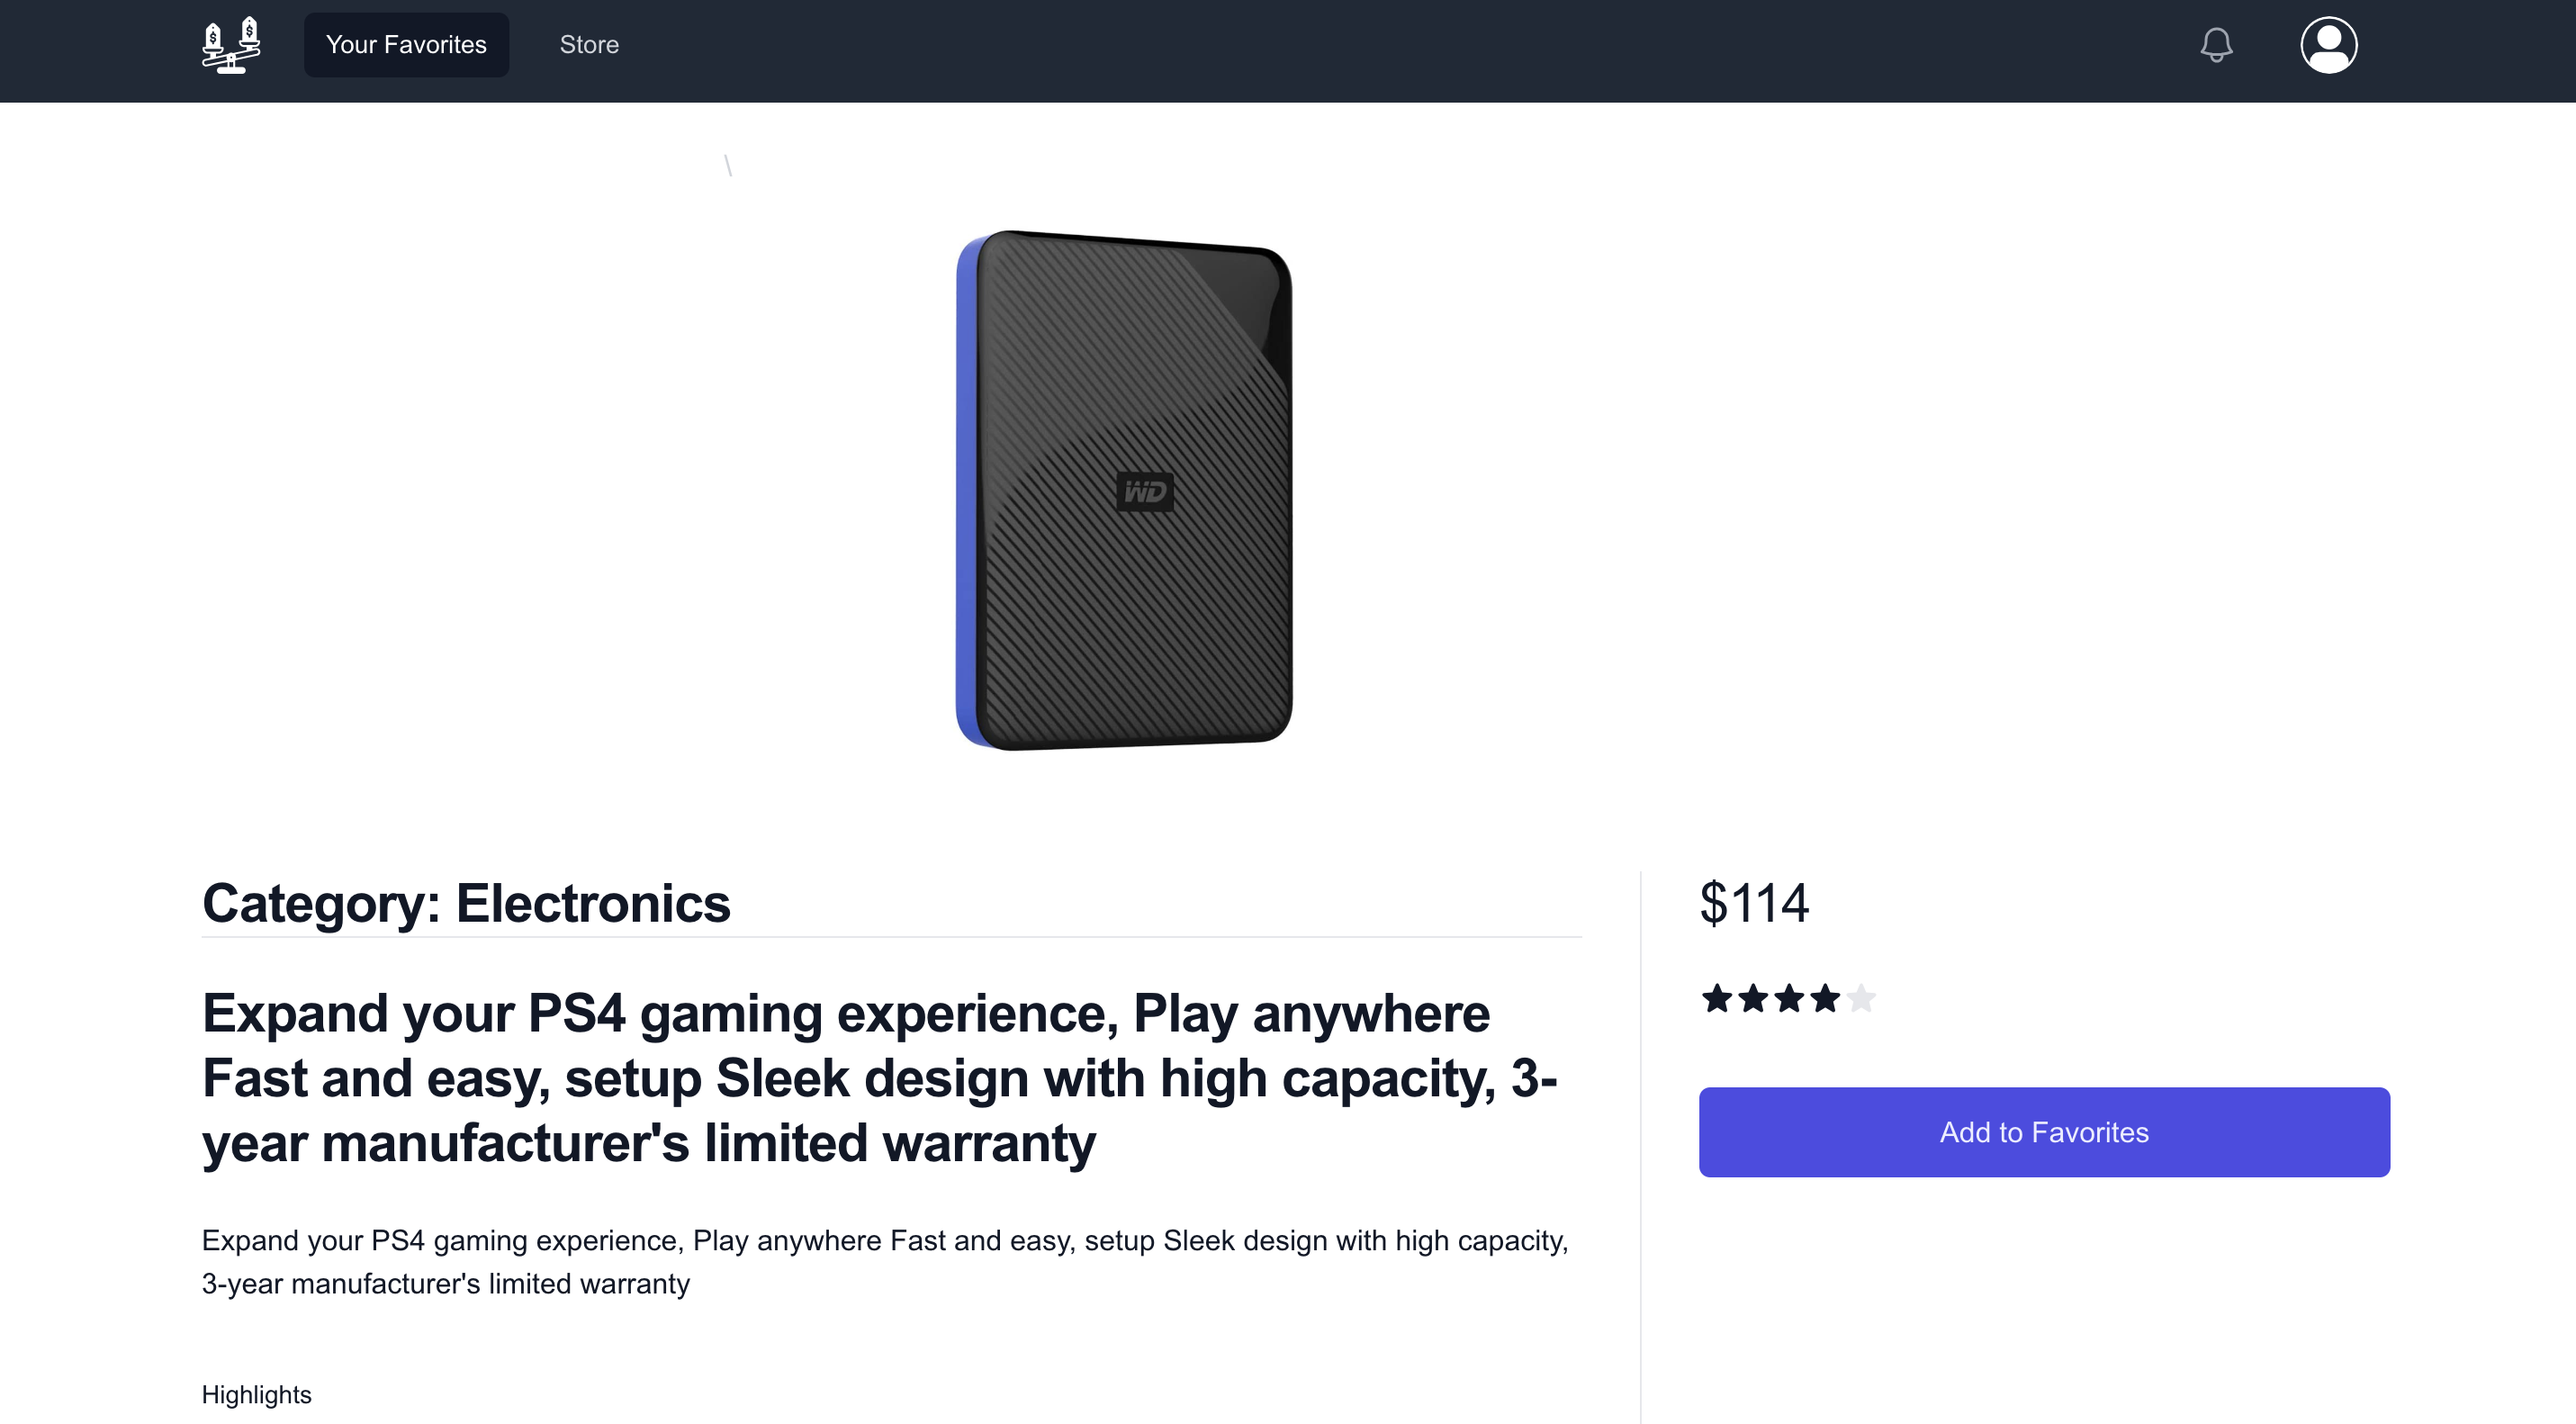 $ $
Your Favorites
Store
\
WD
Category: Electronics
$114
Expand your PS4 gaming experience, Play anywhere
Fast and easy, setup Sleek design with high capacity, 3-
year manufacturer's limited warranty
Add to Favorites
Expand your PS4 gaming experience, Play anywhere Fast and easy, setup Sleek design with high capacity,
3-year manufacturer's limited warranty
Highlights